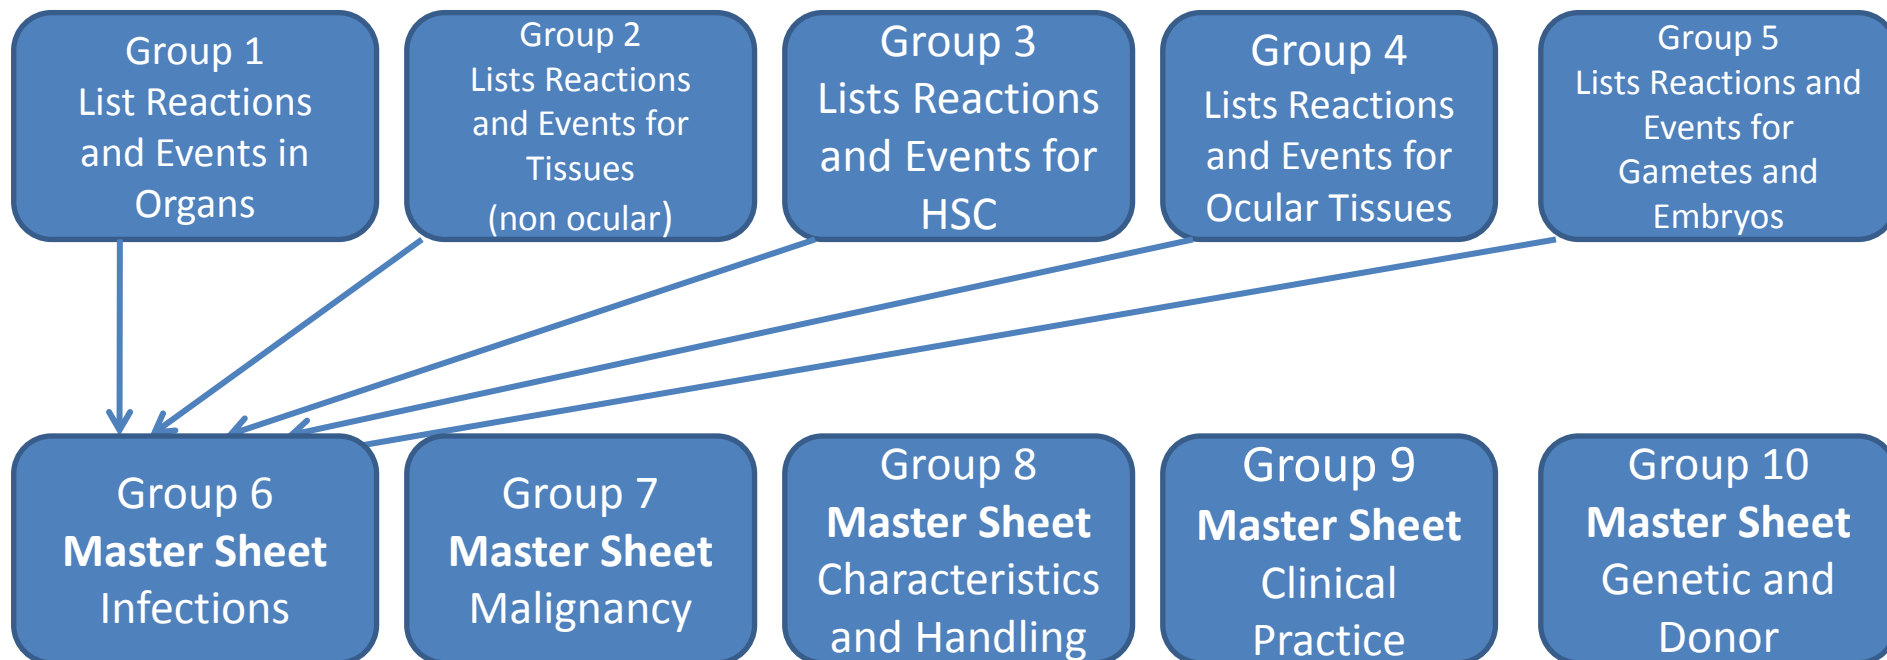 Group 1
List Reactions
and Events in
Organs
Group 2
Lists Reactions
and Events for
Tissues
(non ocular)
Group 3
Lists Reactions
and Events for
HSC
Group 4
Lists Reactions
and Events for
Ocular Tissues
Group 5
Lists Reactions and
Events for
Gametes and
Embryos
Group 6
Master Sheet
Infections
Group 7
Master Sheet
Malignancy
Group 8
Master Sheet
Characteristics
and Handling
Group 9
Master Sheet
Clinical
Practice
Group 10
Master Sheet
Genetic and
Donor